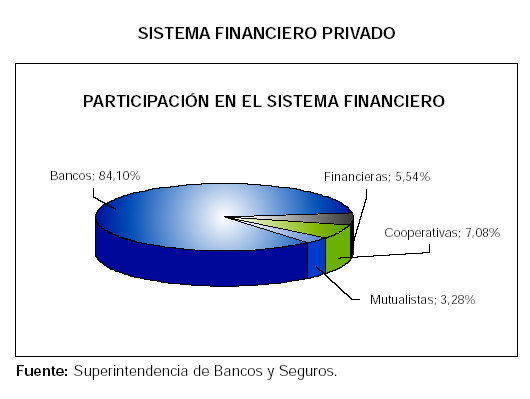 SISTEMA FINANCIERO PRIVADO
PARTICIPACIÓN EN EL SISTEMA FINANCIERO
Bancos; 84,10%
Financieras; 5,54%
Cooperativas; 7,08%
Mutualistas; 3,28%
Fuente: Superintendencia de Bancos y Seguros.